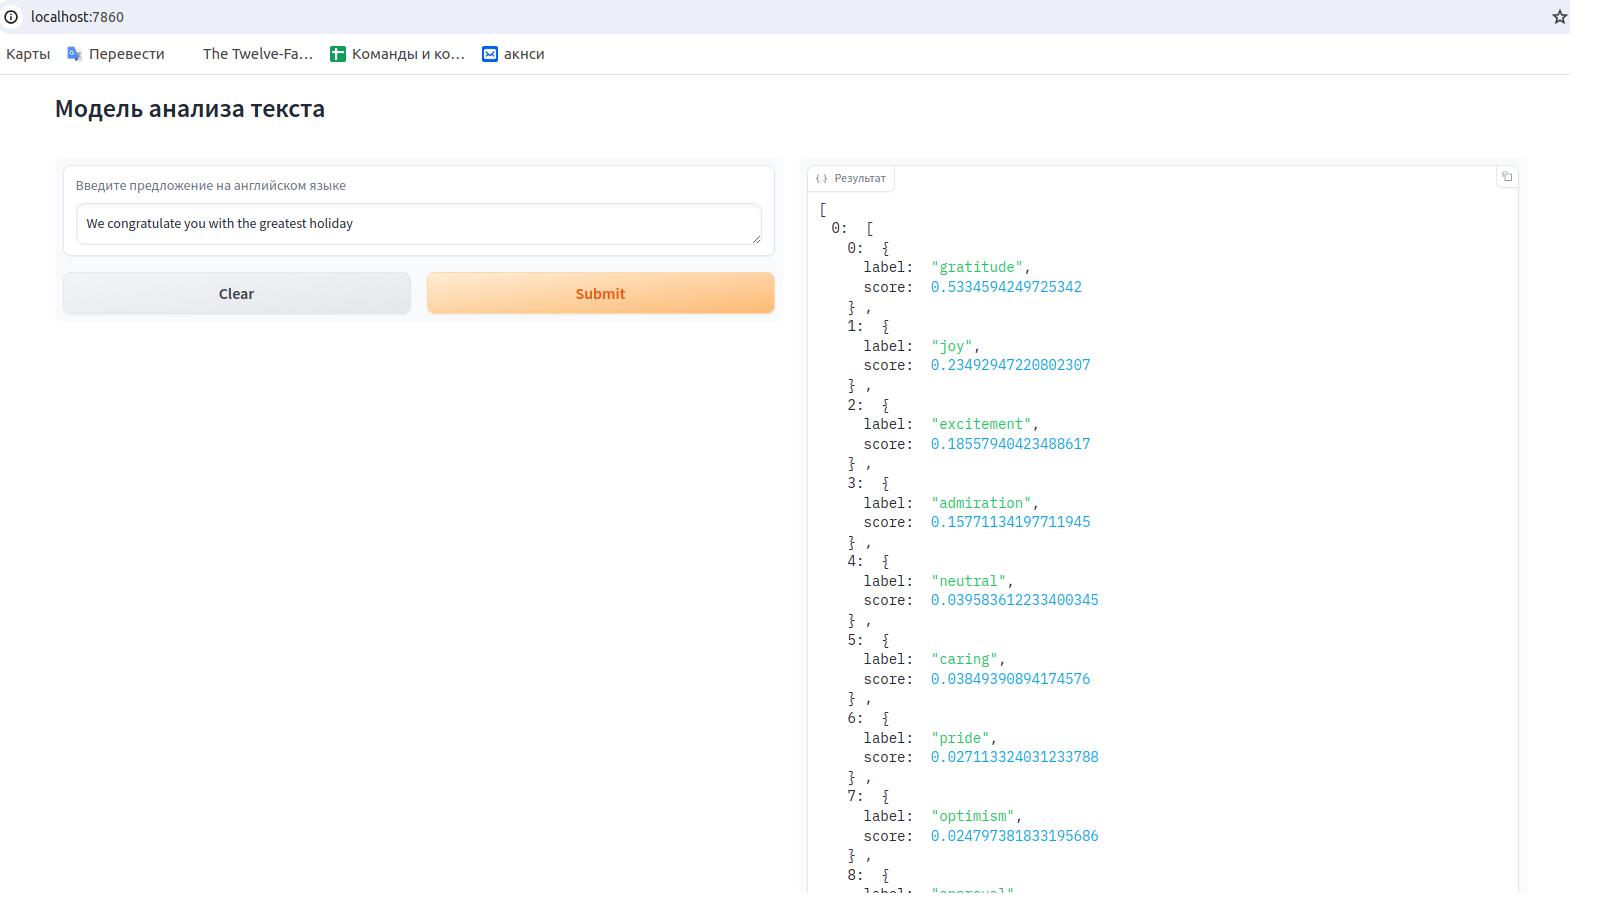 localhost:7860
Карты Перевести The Twelve-Fa... Команды и ко... акнси
Модель анализа текста
Введите предложение на английском языке
We congratulate you with the greatest holiday
Clear Submit
{ } Результат
[
0: [
0: {
label: "gratitude",
score: 0.5334594249725342
} ,
1: {
label: "joy",
score: 0.23492947220802307
} ,
2: {
label: "excitement",
score: 0.18557940423488617
} ,
3: {
label: "admiration",
score: 0.15771134197711945
} ,
4: {
label: "neutral",
score: 0.039583612233400345
} ,
5: {
label: "caring",
score: 0.03849390894174576
} ,
6: {
label: "pride",
score: 0.027113324031233788
} ,
7: {
label: "optimism",
score: 0.024797381833195686
} ,
8: {
label: "approval"